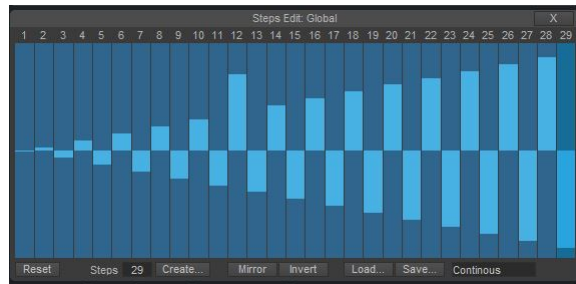 Steps Edit: Global X
1 2 3 4 5 6 7 8 9 10 11 12 13 14 15 16 17 18 19 20 21 22 23 24 25 26 27 28 29
Reset Steps 29 Create... Mirror Invert Load... Save... Continous